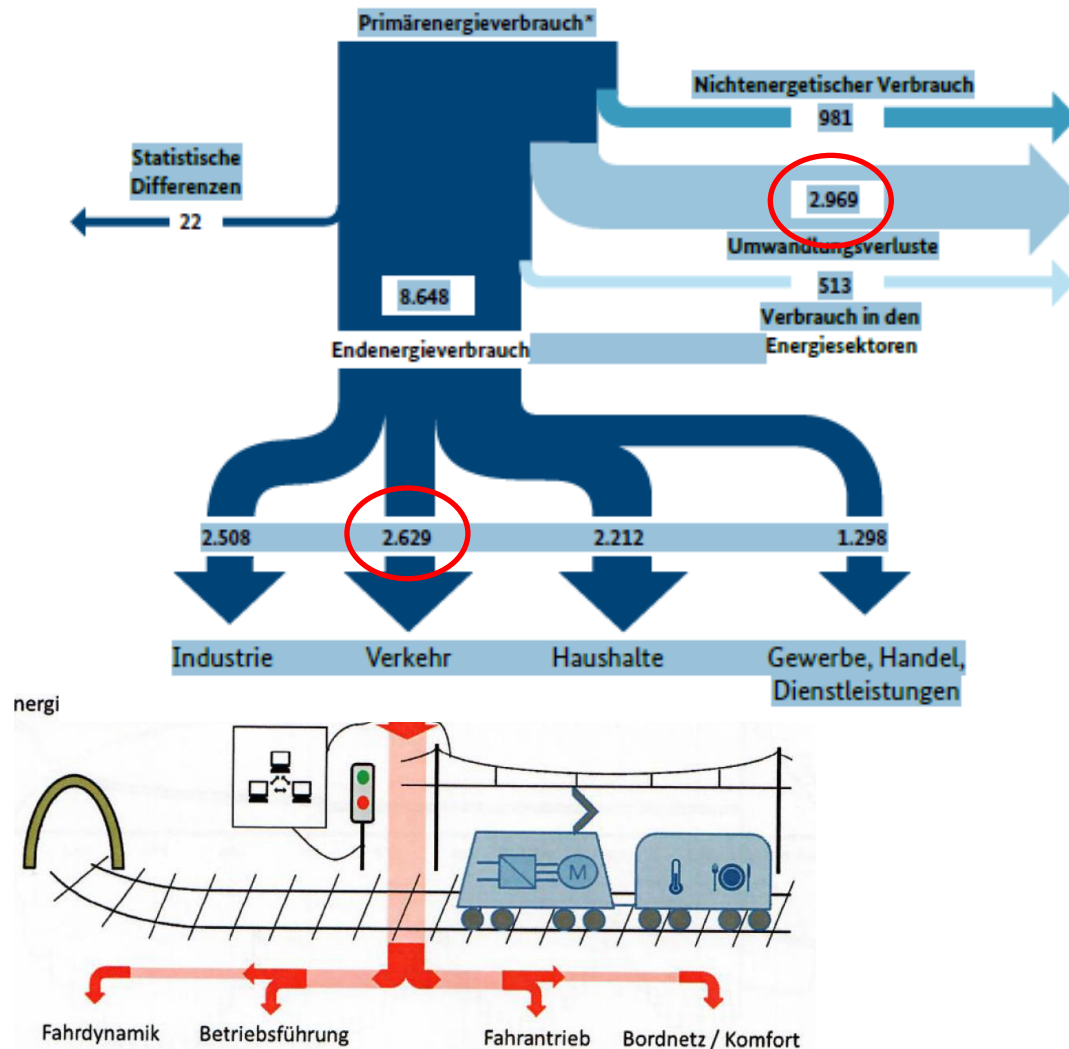 Primärenergieverbrauch*
Nichtenergetischer Verbrauch
981
Statistische
Differenzen
22
2.969
Umwandlungsverluste
513
Verbrauch in den
Energiesektoren
8.648
Endenergieverbrauch
2.508
2.629
2.212
1.298
Industrie
Verkehr
Haushalte
Gewerbe, Handel,
Dienstleistungen
nergi
M
Fahrdynamik
Betriebsführung
Fahrantrieb
Bordnetz / Komfort